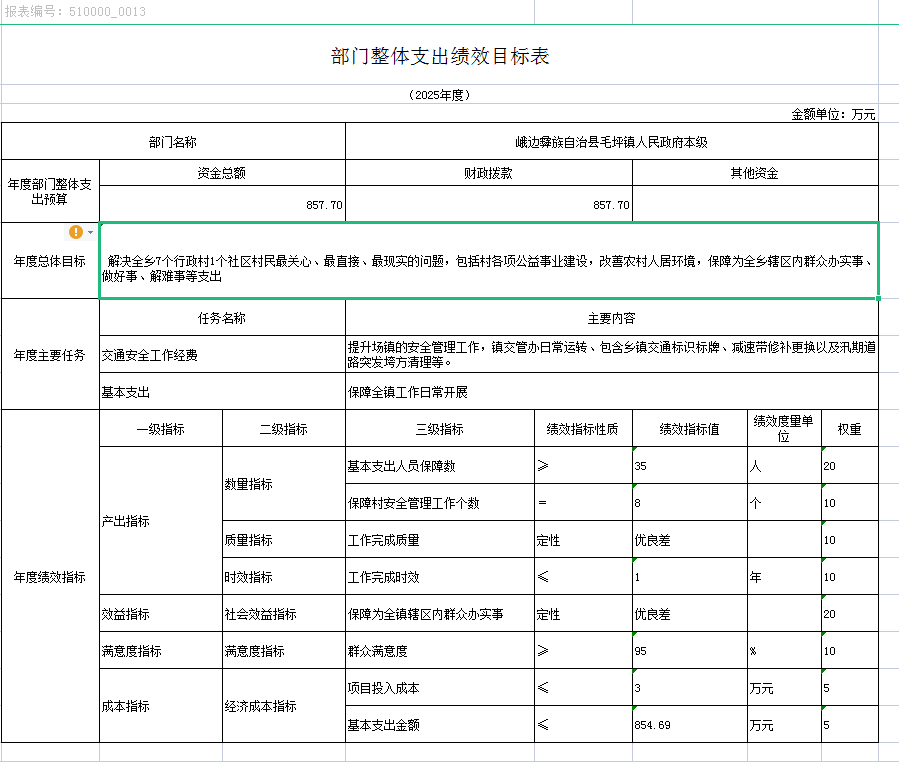 报表编号：510000_0013
部门整体支出绩效目标表
（2025年度）
金额单位：万元
部门名称
峨边彝族自治县毛坪镇人民政府本级
年度部门整体支
出预算
资金总额
财政拨款
其他资金
857.70
857.70
年度总体目标
解决全乡7个行政村1个社区村民最关心、最直接、最现实的问题，包括村各项公益事业建设，改善农村人居环境，保障为全乡辖区内群众办实事、
做好事、解难事等支出
年度主要任务
任务名称
主要内容
交通安全工作经费
提升场镇的安全管理工作，镇交管办日常运转、包含乡镇交通标识标牌、减速带修补更换以及汛期道
路突发垮方清理等。
基本支出
保障全镇工作日常开展
年度绩效指标
一级指标
二级指标
三级指标
绩效指标性质
绩效指标值
绩效度量单
位
权重
产出指标
数量指标
基本支出人员保障数
≥
35
人
20
保障村安全管理工作个数
＝
8
个
10
质量指标
工作完成质量
定性
优良差
10
时效指标
工作完成时效
≤
1
年
10
效益指标
社会效益指标
保障为全镇辖区内群众办实事
定性
优良差
20
满意度指标
满意度指标
群众满意度
≥
95
%
10
成本指标
经济成本指标
项目投入成本
≤
3
万元
5
基本支出金额
≤
854.69
万元
5